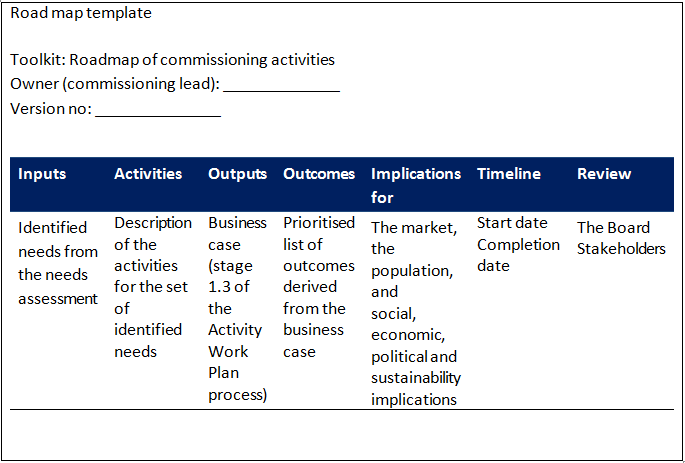 Road map template
Toolkit: Roadmap of commissioning activities
Owner (commissioning lead): ______________
Version no: _______________
Inputs
Activities
Outputs
Outcomes
Implications
for
Timeline
Review
Identified
needs from
the needs
assessment
Description
of the
activities
for the set
of
identified
needs
Business
case
(stage
1.3 of
the
Activity
Work
Plan
process)
Prioritised
list of
outcomes
derived
from the
business
case
The market,
the
population,
and
social,
economic,
political and
sustainability
implications
Start date
Completion
date
The Board
Stakeholders